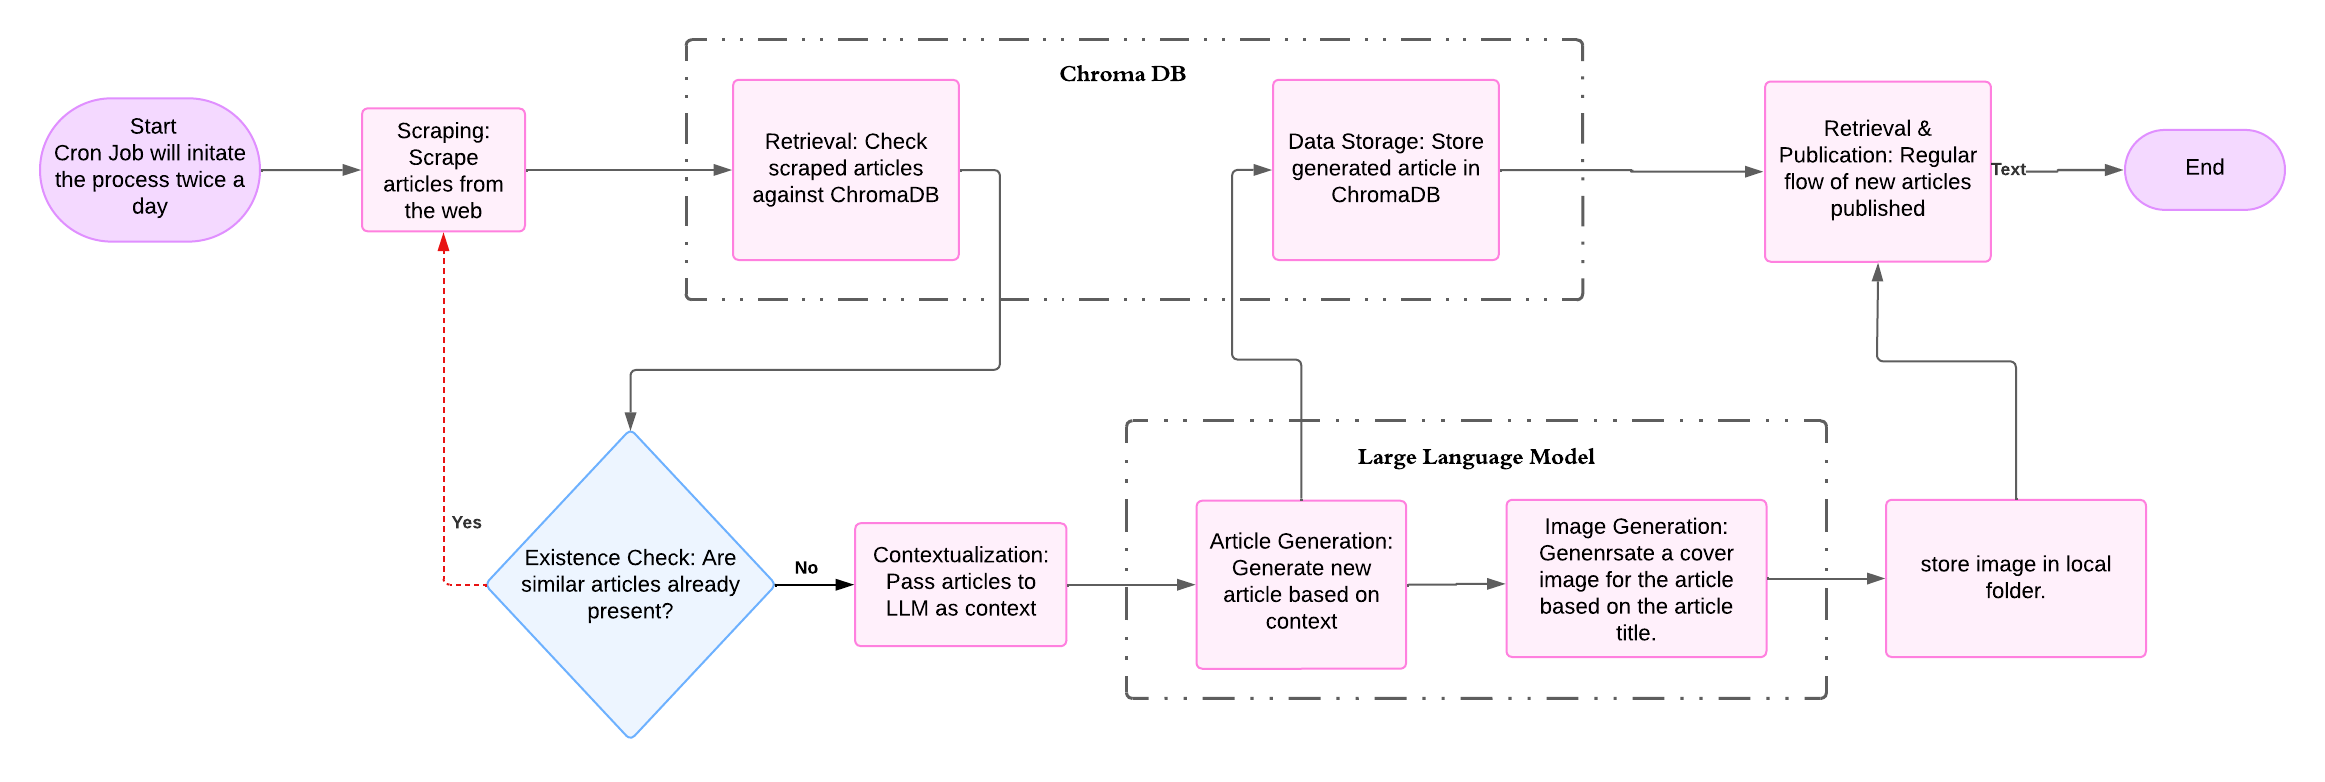 Chroma DB
Start
Cron Job will initate
the process twice a
day
Scraping:
Scrape
articles from
the web
Retrieval: Check
scraped articles
against ChromaDB
Data Storage: Store
generated article in
ChromaDB
Retrieval &
Publication: Regular
flow of new articles
published
Text
End
Large Language Model
Yes
Existence Check: Are
similar articles already
present?
No
Contextualization:
Pass articles to
LLM as context
Article Generation:
Generate new
article based on
context
Image Generation:
Genenrsate a cover
image for the article
based on the article
title.
store image in local
folder.